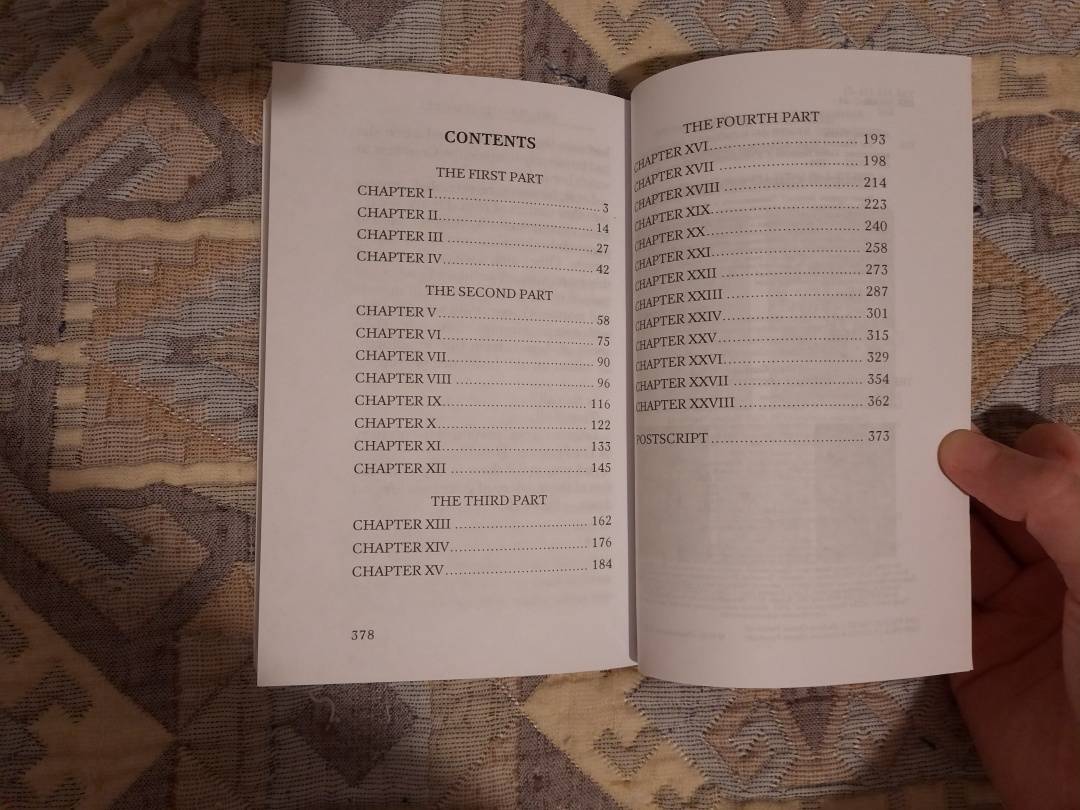 CONTENTS
THE FIRST PART
CHAPTER I........................................ 3
CHAPTER II....................................... 14
CHAPTER III ..................................... 27
CHAPTER IV....................................... 42
THE SECOND PART
CHAPTER V........................................ 58
CHAPTER VI....................................... 75
CHAPTER VII...................................... 90
CHAPTER VIII .................................... 96
CHAPTER IX....................................... 116
CHAPTER X........................................ 122
CHAPTER XI....................................... 133
CHAPTER XII ..................................... 145
THE THIRD PART
CHAPTER XIII .................................... 162
CHAPTER XIV...................................... 176
CHAPTER XV....................................... 184
378
THE FOURTH PART
CHAPTER XVI...................................... 193
CHAPTER XVII .................................... 198
CHAPTER XVIII ................................... 214
CHAPTER XIX...................................... 223
CHAPTER XX....................................... 240
CHAPTER XXI...................................... 258
CHAPTER XXII .................................... 273
CHAPTER XXIII ................................... 287
CHAPTER XXIV..................................... 301
CHAPTER XXV...................................... 315
CHAPTER XXVI..................................... 329
CHAPTER XXVII ................................... 354
CHAPTER XXVIII .................................. 362
POSTSCRIPT ...................................... 373